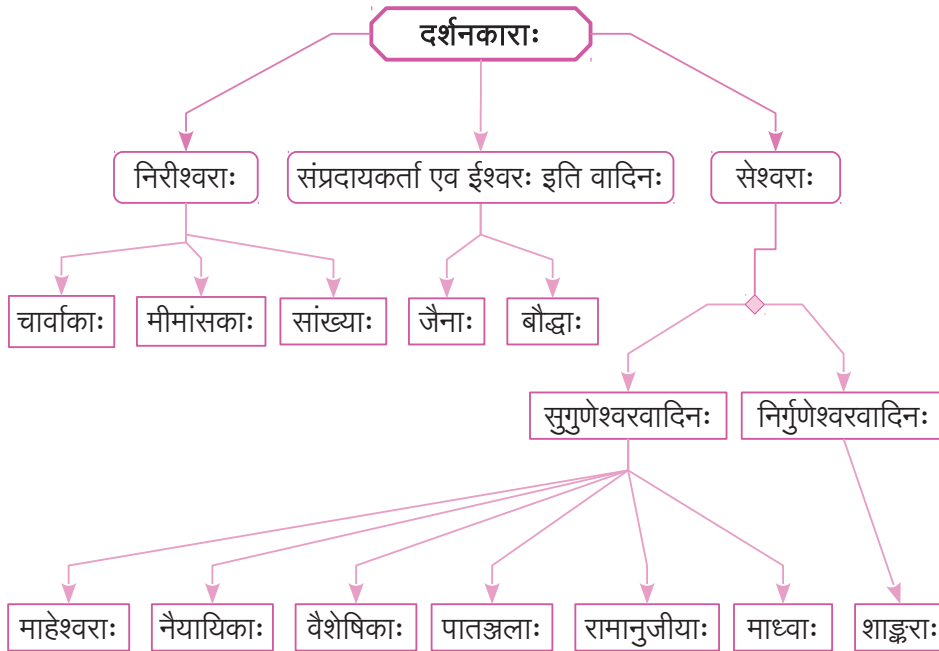 दर्शनकाराः
निरीश्वराः
संप्रदायकर्ता एव ईश्वरः इति वादिनः
सेश्वराः
चार्वाकाः
मीमांसकाः
सांख्याः
जैनाः
बौद्धाः
सुगुणेश्वरवादिनः
निर्गुणेश्वरवादिनः
माहेश्वराः
नैयायिकाः
वैशेषिकाः
पातञ्जलाः
रामानुजीयाः
माध्वाः
शाङ्कराः